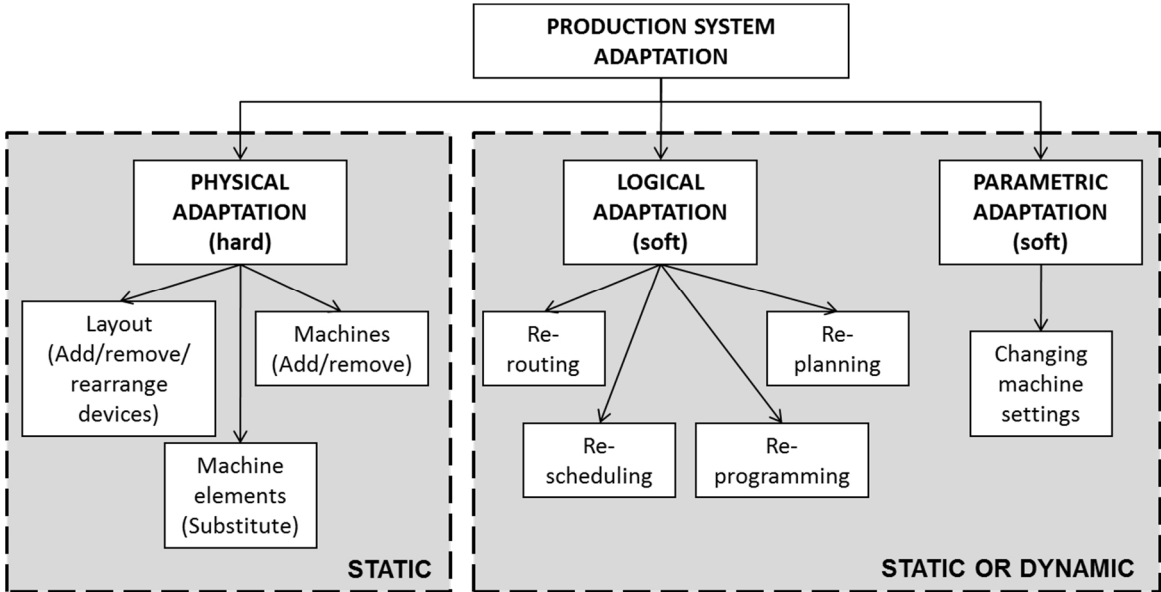 PRODUCTION SYSTEM
ADAPTATION
PHYSICAL
ADAPTATION
(hard)
LOGICAL
ADAPTATION
(soft)
PARAMETRIC
ADAPTATION
(soft)
Layout
(Add/remove/
rearrange
devices)
Machines
(Add/remove)
Machine
elements
(Substitute)
Re-
routing
Re-
planning
Re-
scheduling
Re-
programming
Changing
machine
settings
STATIC
STATIC OR DYNAMIC